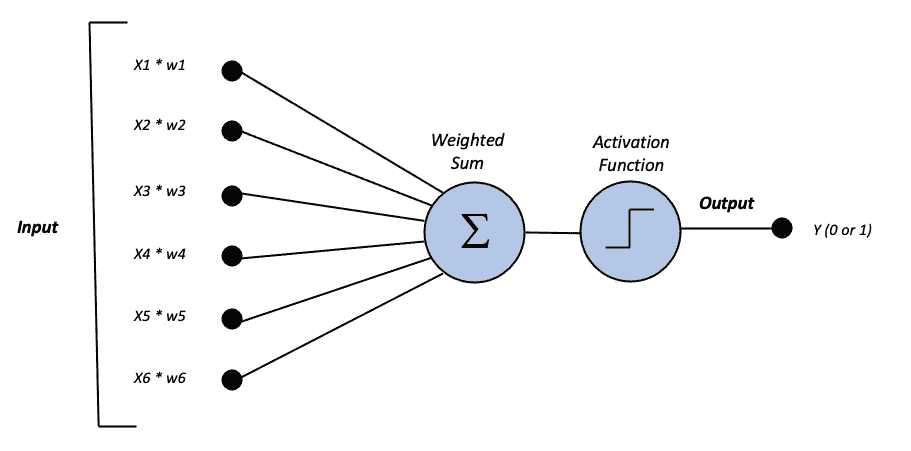 X1 * w1
X2 * w2
X3 * w3
X4 * w4
X5 * w5
X6 * w6
Input
Weighted
Sum
Σ
Activation
Function
Output
Y (0 or 1)